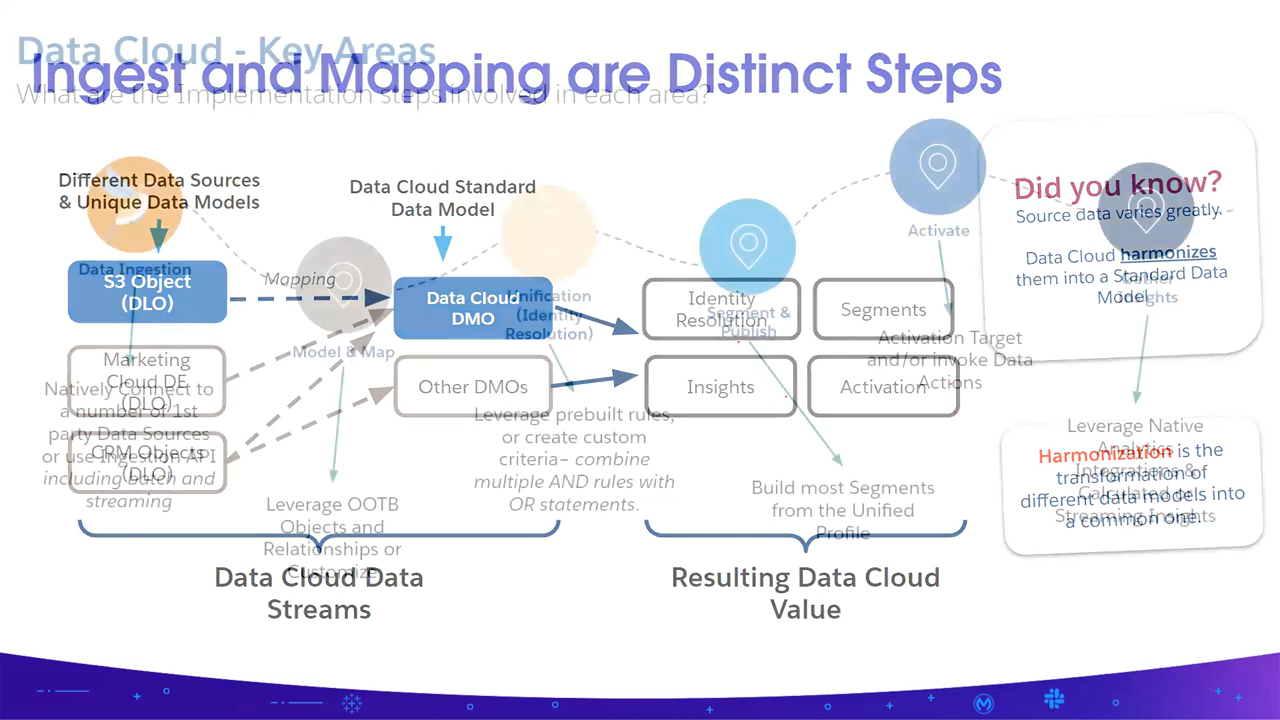 Data Cloud - Key Areas
What are the Implementation steps involved in each area?
Ingest and Mapping are Distinct Steps
Different Data Sources
& Unique Data Models
Data Cloud Standard
Data Model
Data Ingestion
S3 Object
(DLO)
Mapping
Model & Map
Data Cloud
DMO
Unification
(Identity
Resolution)
Identity
Resolution
Segment &
Publish
Segments
Activate
Activation Target
and/or invoke Data
Actions
Did you know?
Source data varies greatly.
Data Cloud harmonizes
them into a Standard Data
Model
Gather
Insights
Marketing
Cloud DE
(DLO)
Natively Connect to
a number of 1st
party Data Sources
or use Ingestion API
including batch and
streaming
CRM Objects
(DLO)
Other DMOs
Insights
Activation
Leverage prebuilt rules,
or create custom
criteria– combine
multiple AND rules with
OR statements.
Leverage OOTB
Objects and
Relationships or
Customize
Build most Segments
from the Unified
Profile
Leverage Native
Analytics
Integrations &
Calculated or
Streaming Insights
Harmonization is the
transformation of
different data models into
a common one.
Data Cloud Data
Streams
Resulting Data Cloud
Value